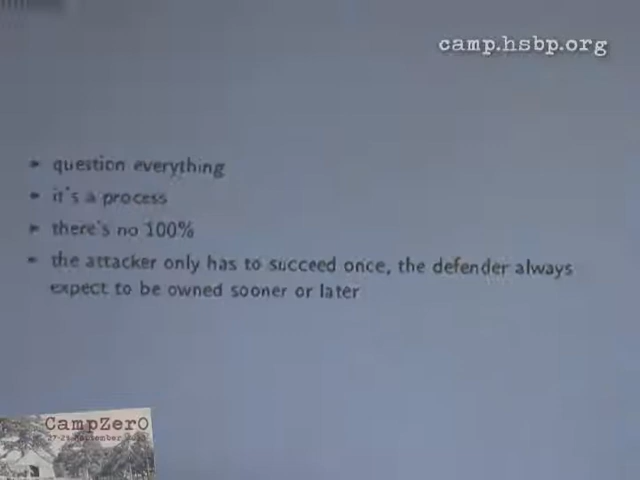 camp.hsbp.org
question everything
it's a process
there's no 100%
the attacker only has to succeed once, the defender always
expect to be owned sooner or later
CampZer0